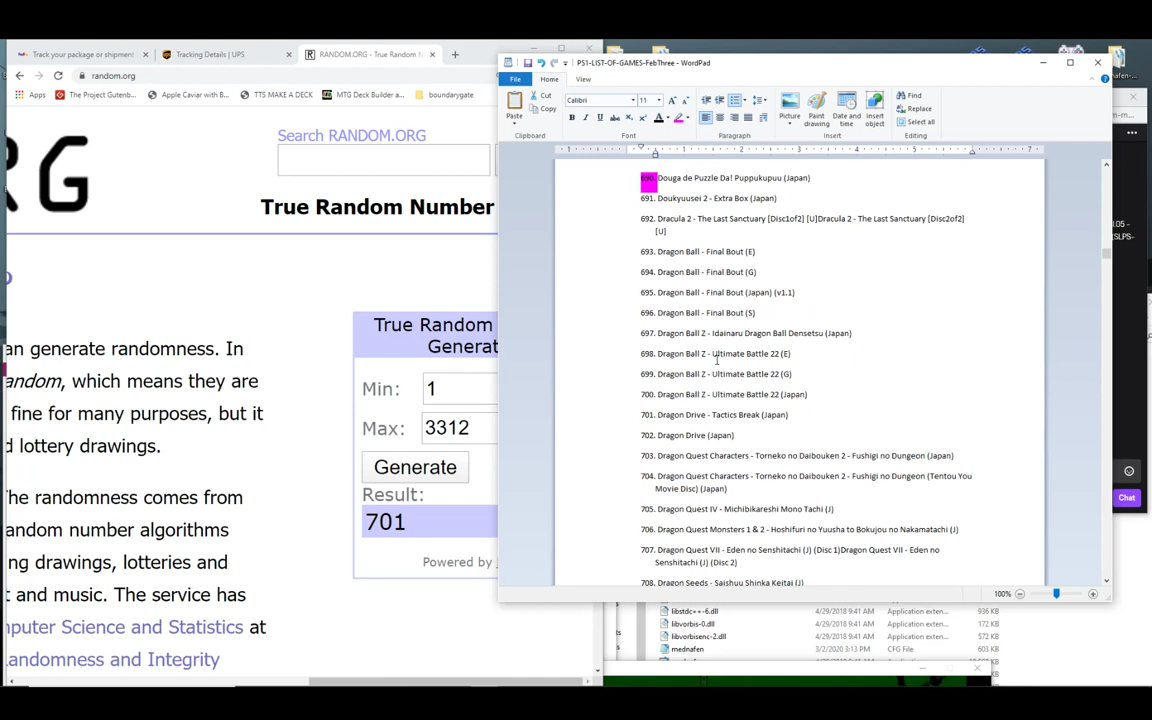 Track your package or shipment
Tracking Details | UPS
RANDOM.ORG - True Random N
random.org
Apps
The Project Gutenb...
Apple Caviar with B...
TTS MAKE A DECK
MTG Deck Builder a...
boundarygate
RG
Search RANDOM.ORG
True Random Number
an generate randomness. In
andom, which means they are
fine for many purposes, but it
d lottery drawings.
he randomness comes from
andom number algorithms
ng drawings, lotteries and
t and music. The service has
mputer Science and Statistics at
andomness and Integrity
True Random
Generat
Min: 1
Max: 3312
Generate
Result:
701
Powered by
PS1-LIST-OF-GAMES-FebThree - WordPad
File
Home
View
Paste
Cut
Copy
Clipboard
Calibri
11
Font
Paragraph
Picture
Paint drawing
Date and time
Insert object
Insert
Find
Replace
Select all
Editing
1 1 2 3 4 5 6 7
690. Douga de Puzzle Da! Puppukupuu (Japan)
691. Doukyuusei 2 - Extra Box (Japan)
692. Dracula 2 - The Last Sanctuary [Disc1of2] [U]Dracula 2 - The Last Sanctuary [Disc2of2]
[U]
693. Dragon Ball - Final Bout (E)
694. Dragon Ball - Final Bout (G)
695. Dragon Ball - Final Bout (Japan) (v1.1)
696. Dragon Ball - Final Bout (S)
697. Dragon Ball Z - Idainaru Dragon Ball Densetsu (Japan)
698. Dragon Ball Z - Ultimate Battle 22 (E)
699. Dragon Ball Z - Ultimate Battle 22 (G)
700. Dragon Ball Z - Ultimate Battle 22 (Japan)
701. Dragon Drive - Tactics Break (Japan)
702. Dragon Drive (Japan)
703. Dragon Quest Characters - Torneko no Daibouken 2 - Fushigi no Dungeon (Japan)
704. Dragon Quest Characters - Torneko no Daibouken 2 - Fushigi no Dungeon (Tentou You
Movie Disc) (Japan)
705. Dragon Quest IV - Michibikareshi Mono Tachi (J)
706. Dragon Quest Monsters 1 & 2 - Hoshifuri no Yuusha to Bokujou no Nakamatachi (J)
707. Dragon Quest VII - Eden no Senshitachi (J) (Disc 1)Dragon Quest VII - Eden no
Senshitachi (J) (Disc 2)
708. Dragon Seeds - Saishuu Shinka Keitai (J)
100%
Chat
libstdc++-6.dll 4/29/2018 9:41 AM Application exten... 936 KB
libvorbis-0.dll 4/29/2018 9:41 AM Application exten... 172 KB
libvorbisenc-2.dll 4/29/2018 9:41 AM Application exten... 572 KB
mednafen 3/2/2020 3:13 PM CFG File